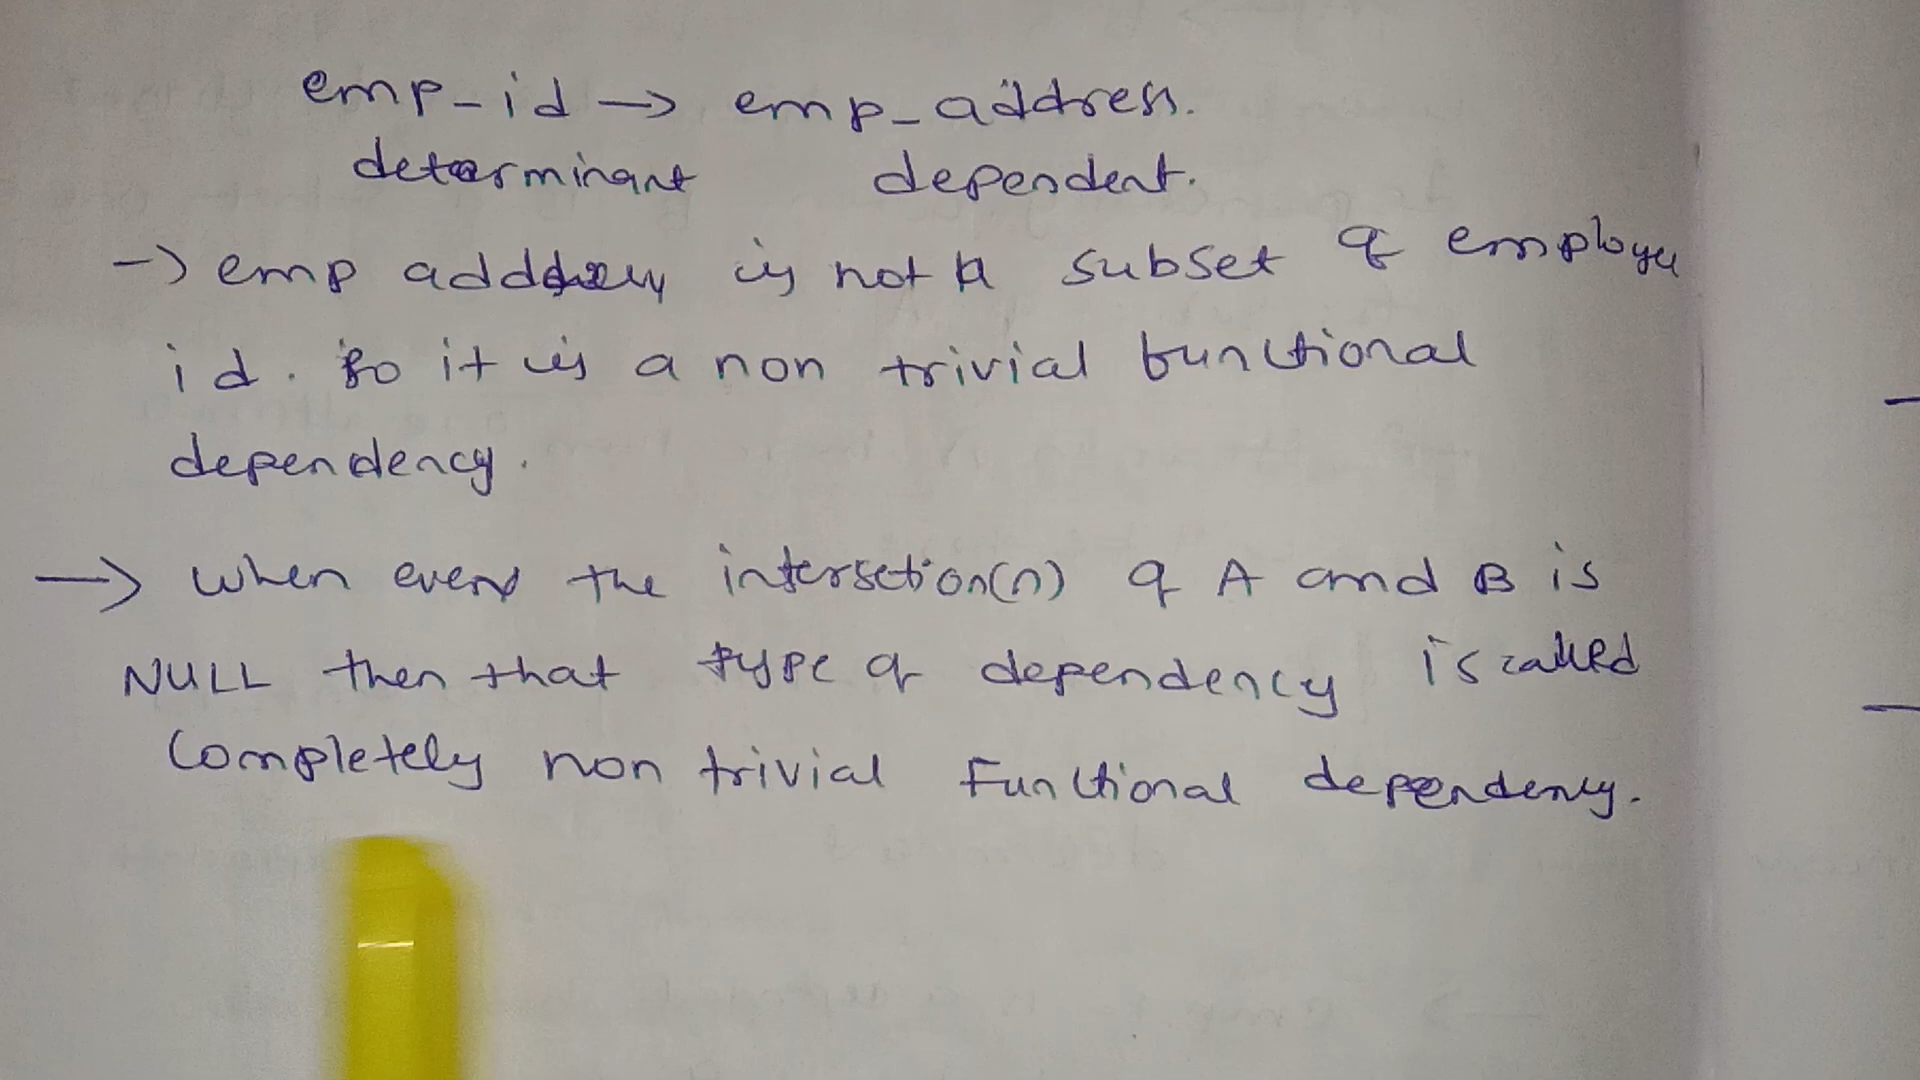 emp-id → emp_address.
determinant dependent.
→ emp address is not a subset of employee
id. So it is a non trivial functional
dependency.
→ when ever the intersetion(∩) of A and B is
NULL then that type of dependency is called
Completely non trivial Functional dependency.